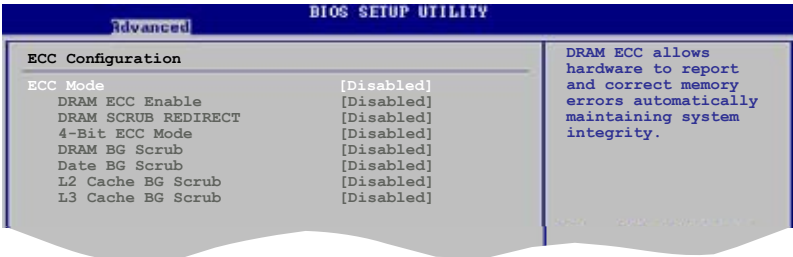 BIOS SETUP UTILITY
Advanced
ECC Configuration
ECC Mode [Disabled]
DRAM ECC Enable [Disabled]
DRAM SCRUB REDIRECT [Disabled]
4-Bit ECC Mode [Disabled]
DRAM BG Scrub [Disabled]
Date BG Scrub [Disabled]
L2 Cache BG Scrub [Disabled]
L3 Cache BG Scrub [Disabled]
DRAM ECC allows
hardware to report
and correct memory
errors automatically
maintaining system
integrity.